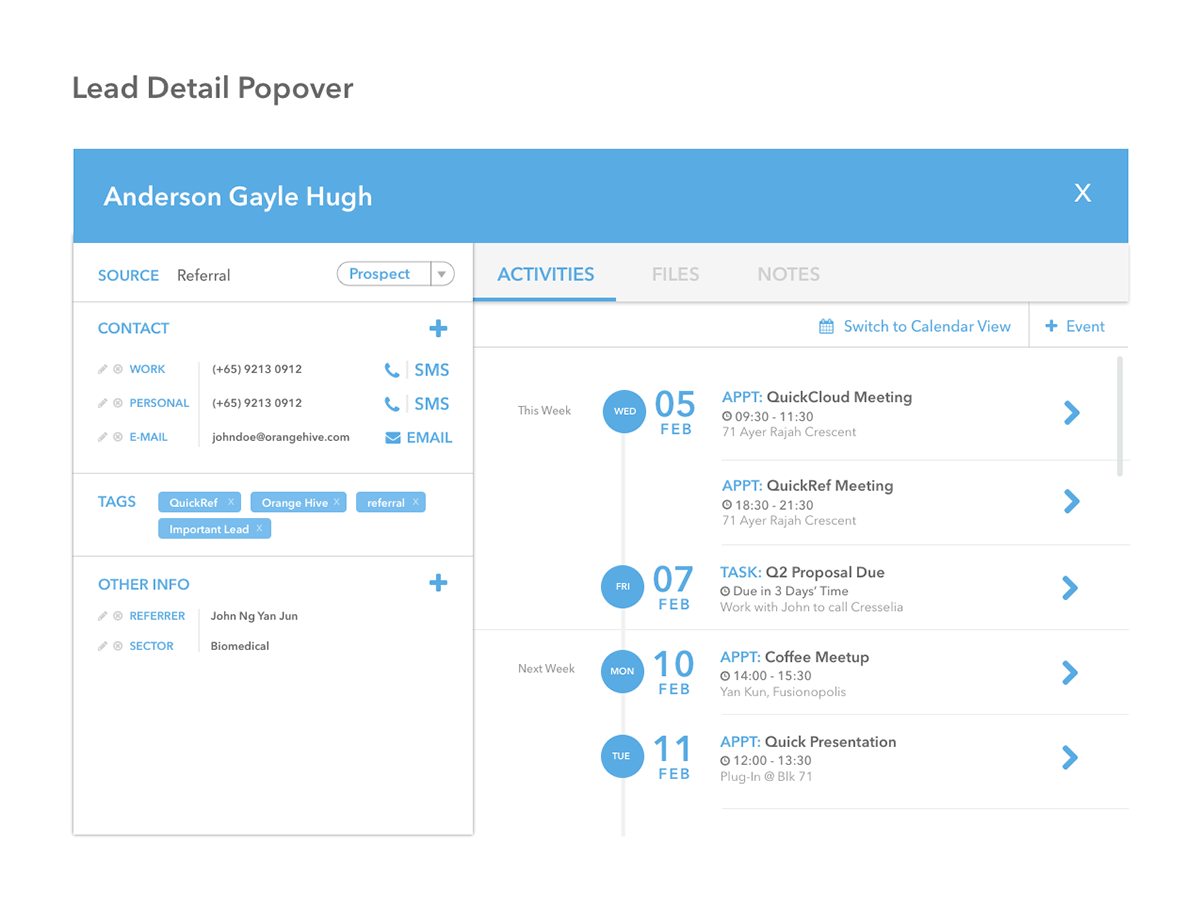 Lead Detail Popover
Anderson Gayle Hugh X
SOURCE Referral Prospect
CONTACT
WORK (+65) 9213 0912 SMS
PERSONAL (+65) 9213 0912 SMS
E-MAIL johndoe@orangehive.com EMAIL
TAGS QuickRef X Orange Hive X referral X
Important Lead X
OTHER INFO
REFERRER John Ng Yan Jun
SECTOR Biomedical
ACTIVITIES FILES NOTES
Switch to Calendar View + Event
This Week
WED 05 FEB
APPT: QuickCloud Meeting
09:30 - 11:30
71 Ayer Rajah Crescent
APPT: QuickRef Meeting
18:30 - 21:30
71 Ayer Rajah Crescent
FRI 07 FEB
TASK: Q2 Proposal Due
Due in 3 Days’ Time
Work with John to call Cresselia
Next Week
MON 10 FEB
APPT: Coffee Meetup
14:00 - 15:30
Yan Kun, Fusionopolis
TUE 11 FEB
APPT: Quick Presentation
12:00 - 13:30
Plug-In @ Blk 71